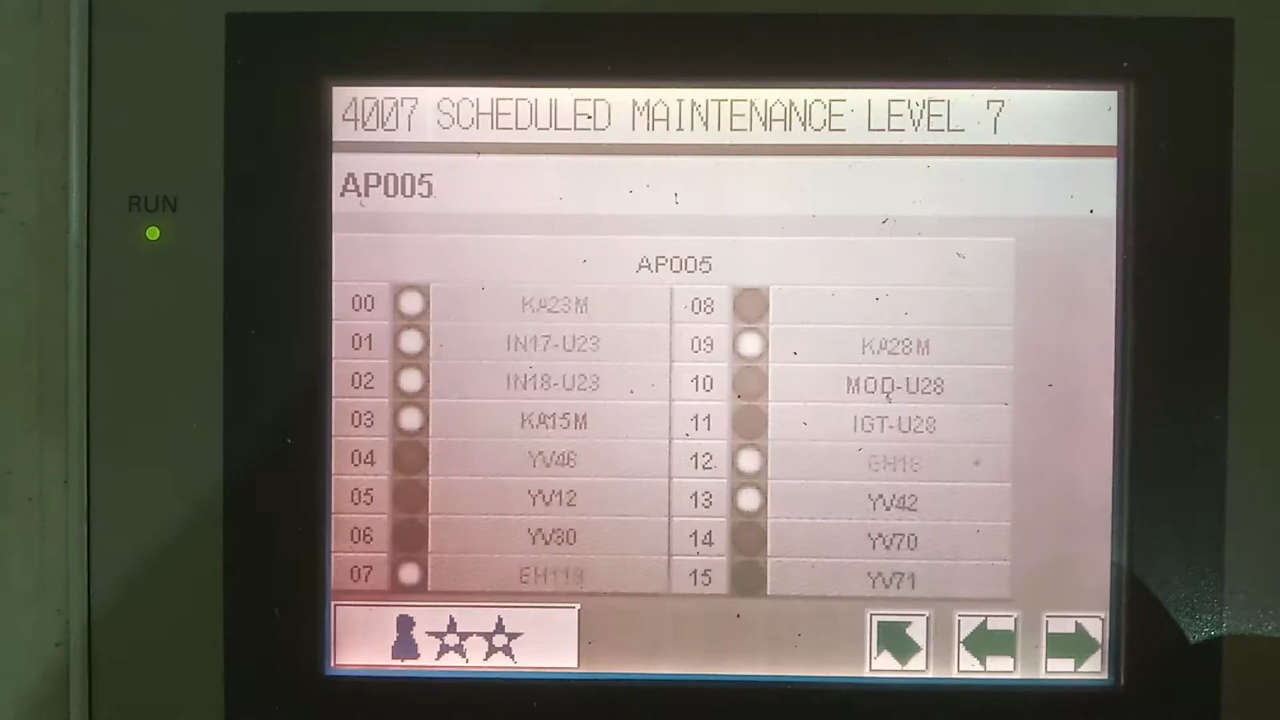 4007 SCHEDULED MAINTENANCE LEVEL 7
RUN
AP005
AP005
00 KA23M 08
01 IN17-U23 09 KA28M
02 IN18-U23 10 MOD-U28
03 KA15M 11 IGT-U28
04 YV46 12
05 YV12 13 YV42
06 YV80 14 YV70
07 15 YV71